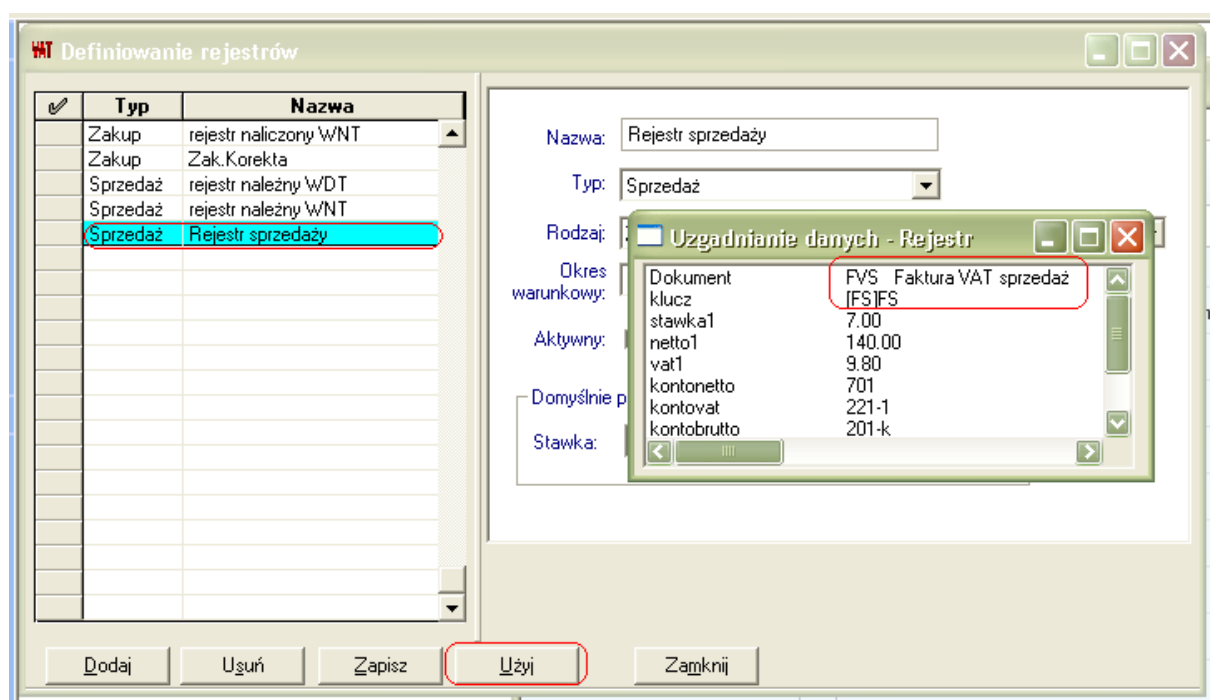 VAT Definiowanie rejestrów
Typ Nazwa
Zakup rejestr naliczony WNT
Zakup Zak.Korekta
Sprzedaż rejestr należny WDT
Sprzedaż rejestr należny WNT
Sprzedaż Rejestr sprzedaży
Nazwa: Rejestr sprzedaży
Typ: Sprzedaż
Rodzaj:
Okres
warunkowy:
Aktywny:
Domyślnie p
Stawka:
Uzgadnianie danych - Rejestr
Dokument FVS Faktura VAT sprzedaż
klucz [FS]FS
stawka1 7.00
netto1 140.00
vat1 9.80
kontonetto 701
kontovat 221-1
kontobrutto 201-k
Dodaj Usuń Zapisz Użyj Zamknij